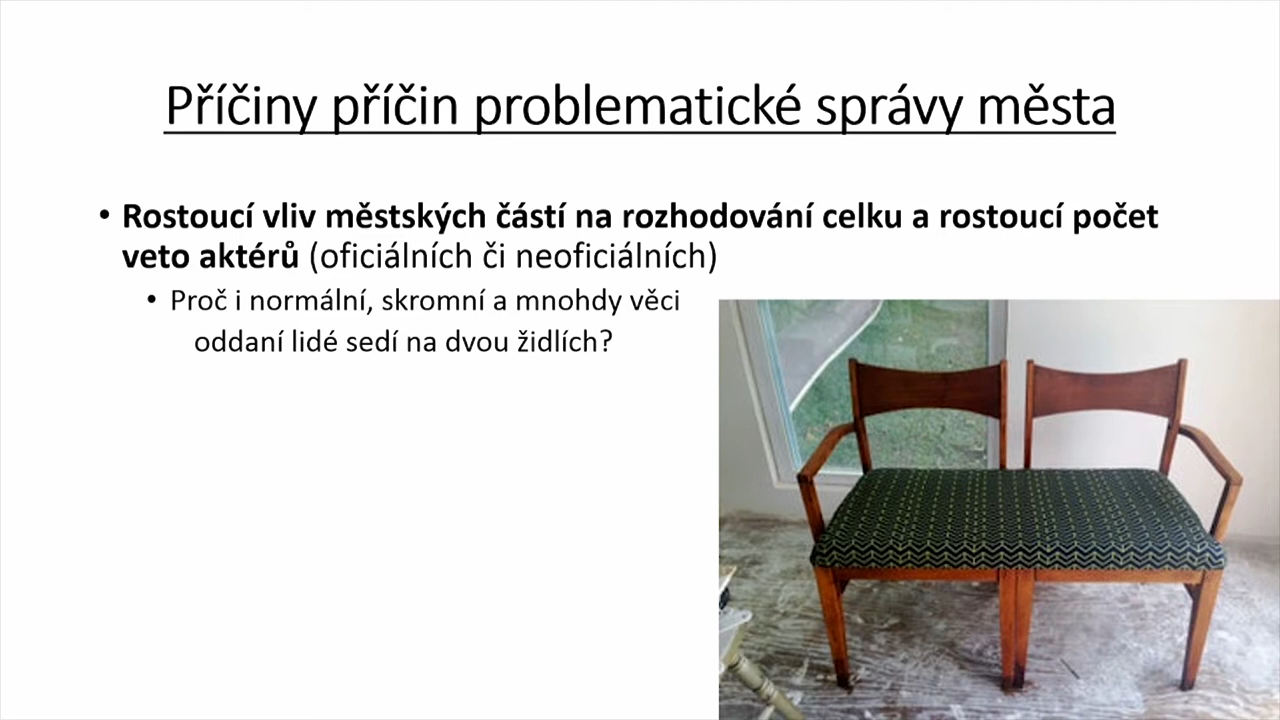 Příčiny příčin problematické správy města
• Rostoucí vliv městských částí na rozhodování celku a rostoucí počet
veto aktérů (oficiálních či neoficiálních)
• Proč i normální, skromní a mnohdy věci
oddaní lidé sedí na dvou židlích?